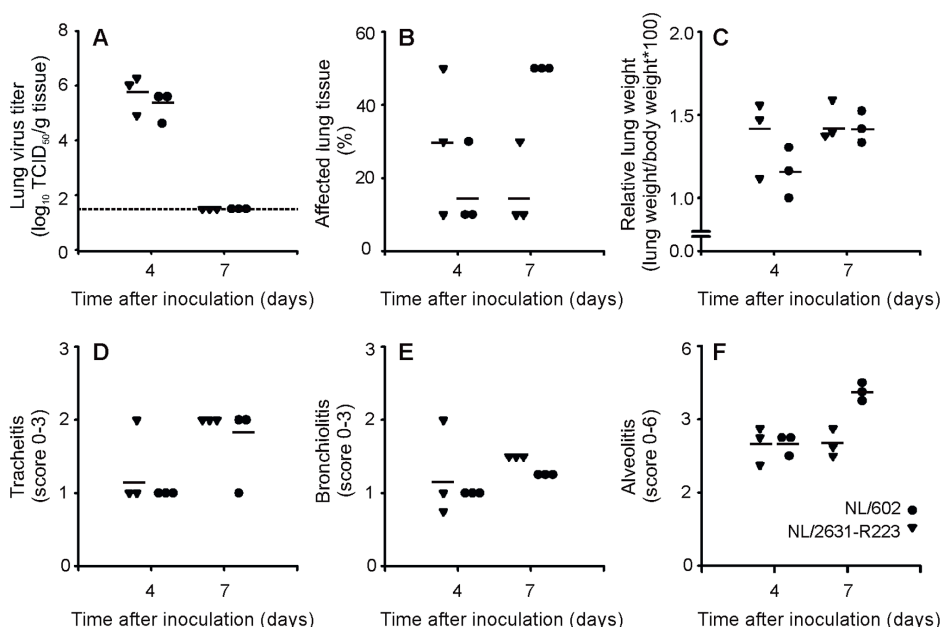 A
Lung virus titer
(log10 TCID50/g tissue)
8
6
4
2
0
4
7
Time after inoculation (days)
B
Affected lung tissue
(%)
60
40
20
0
4
7
Time after inoculation (days)
C
Relative lung weight
(lung weight/body weight*100)
2.0
1.5
1.0
0.0
4
7
Time after inoculation (days)
D
Tracheitis
(score 0-3)
3
2
1
0
4
7
Time after inoculation (days)
E
Bronchiolitis
(score 0-3)
3
2
1
0
4
7
Time after inoculation (days)
F
Alveolitis
(score 0-6)
6
3
2
0
NL/602
NL/2631-R223
4
7
Time after inoculation (days)